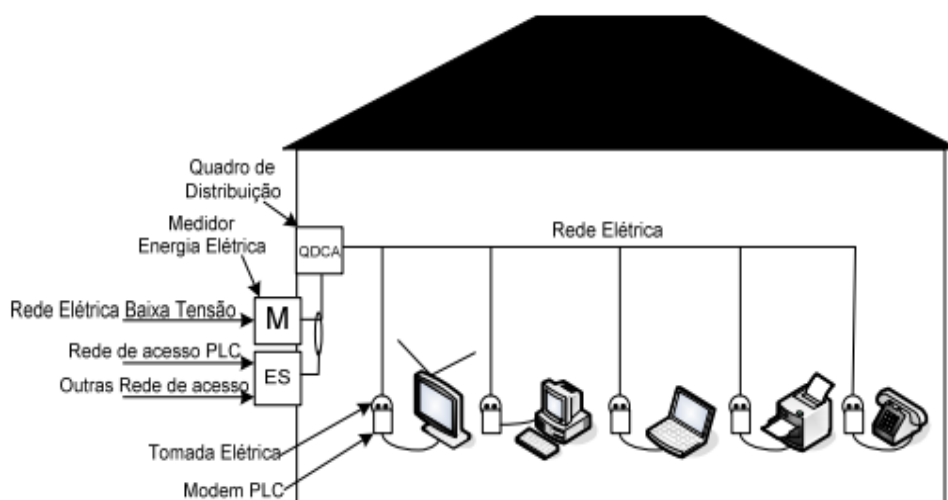 Quadro de
Distribuição
Medidor
Energia Elétrica
QDCA
Rede Elétrica
Rede Elétrica Baixa Tensão
M
Rede de acesso PLC
ES
Outras Rede de acesso
Tomada Elétrica
Modem PLC